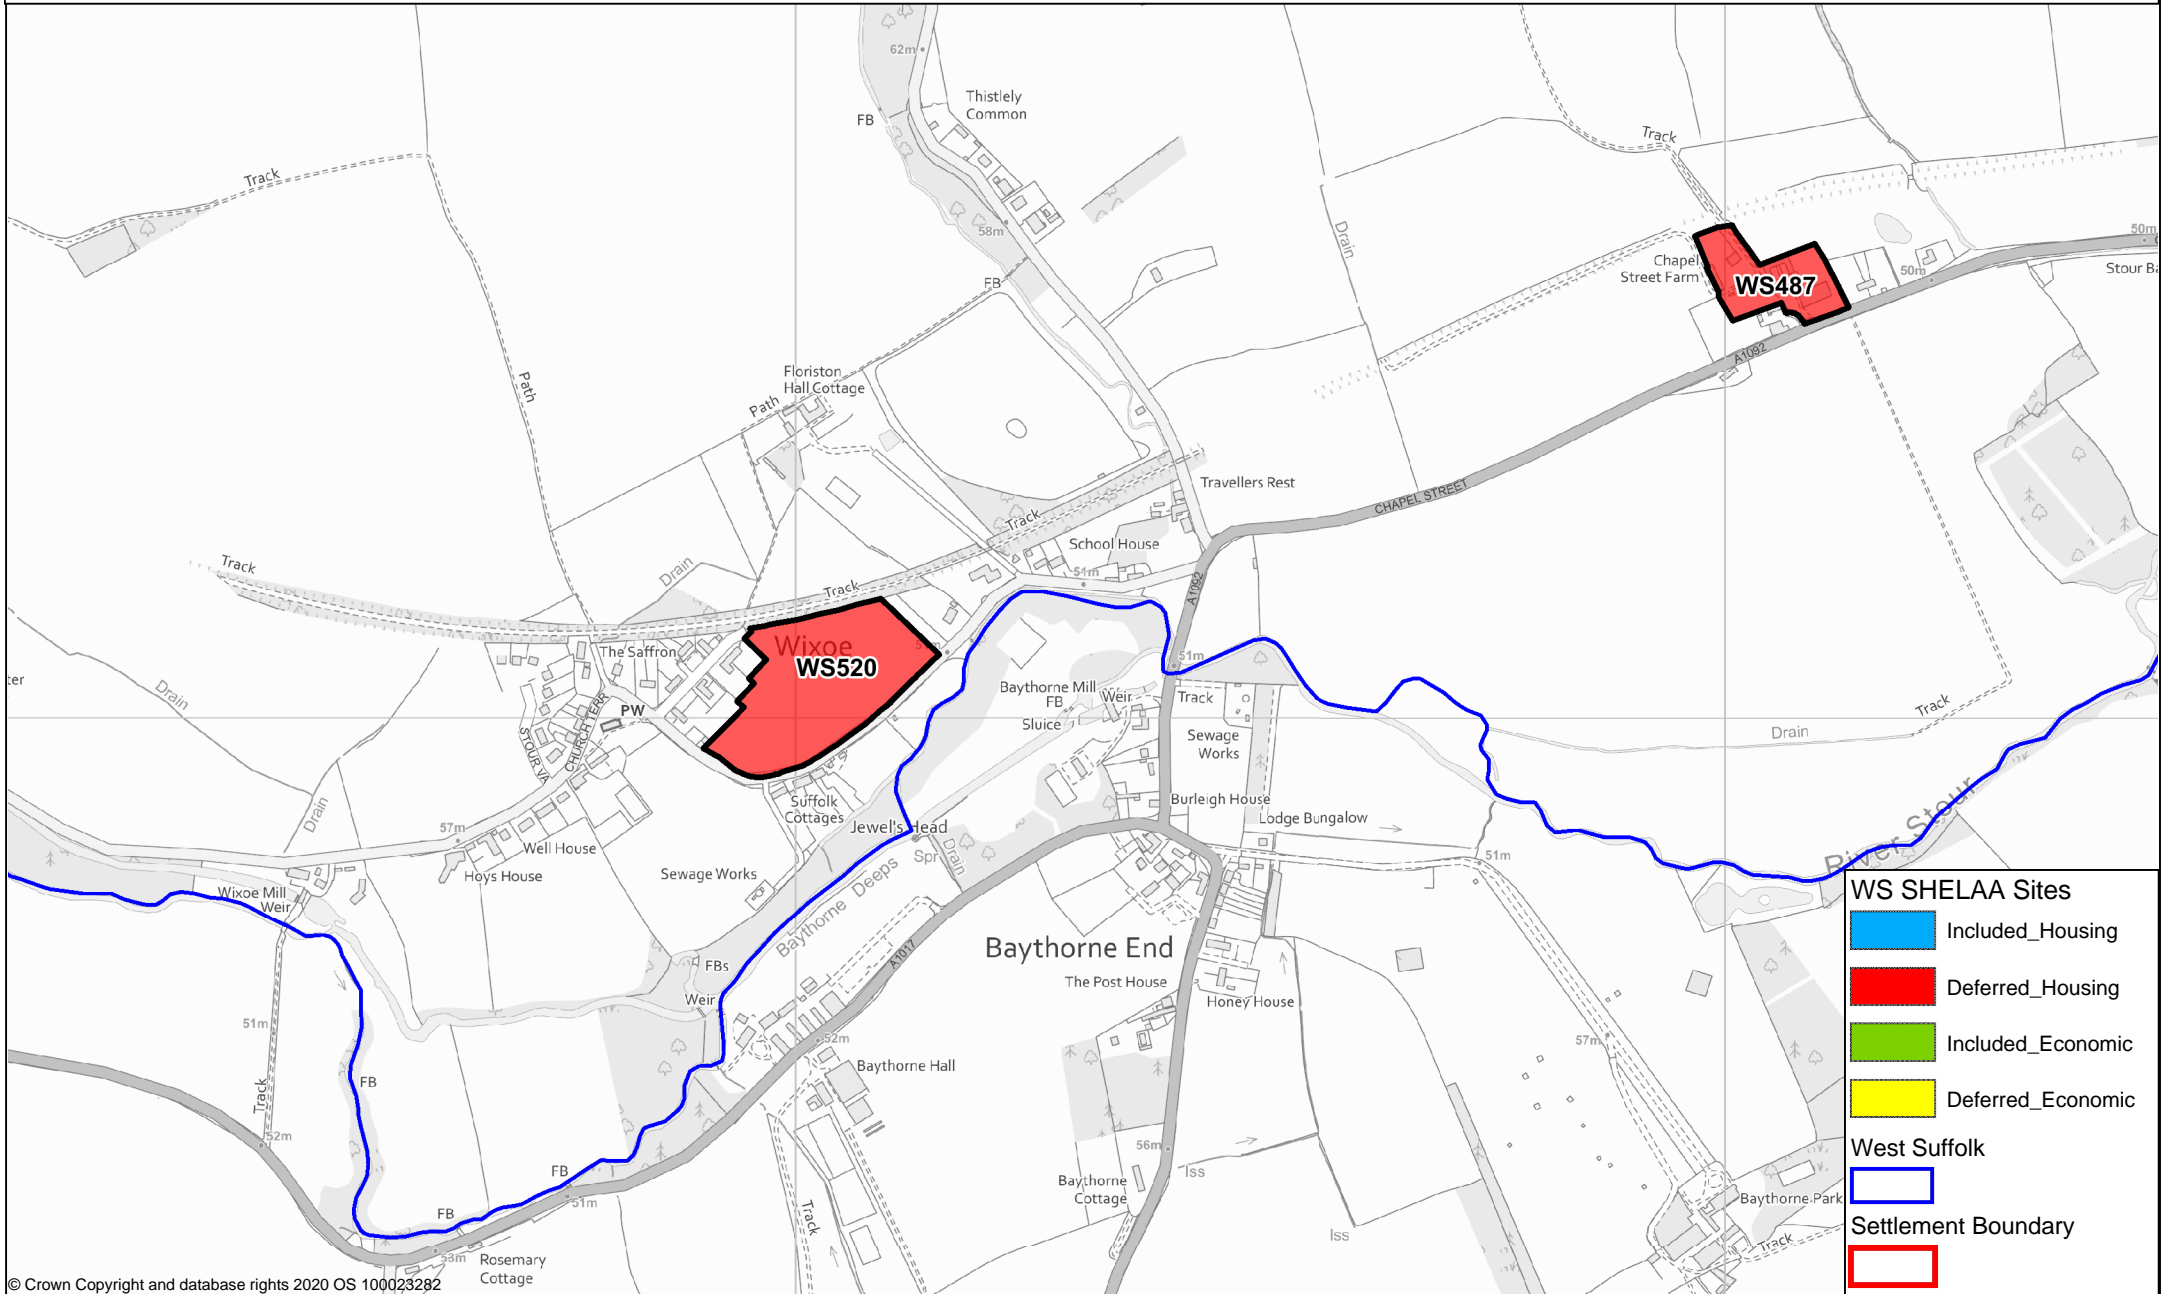 62m
Thistlely
Common
FB
Track
Track
58m
Drain
50m
Chapel
Street Farm
WS487
50m
FB
A1092
Floriston
Hall Cottage
Path
Path
Travellers Rest
CHAPEL STREET
Track
School House
51m
Track
Drain
Track
A1092
The Saffron
Wixoe
WS520
51m
Drain
PW
CHURCH TERR
STOUR VA
Baythorne Mill
FB
Weir
Track
Sluice
Sewage
Works
Track
Drain
Suffolk
Cottages
Burleigh House
Lodge Bungalow
Jewel's Head
Spr
Drain
Drain
57m
Well House
Hoys House
Sewage Works
51m
River Stour
Wixoe Mill
Weir
Baythorne Deeps
A1017
Baythorne End
FBs
Weir
The Post House
Honey House
51m
52m
57m
Baythorne Hall
FB
Track
52m
56m
Iss
FB
51m
Baythorne
Cottage
Baythorne Park
FB
Track
Iss
Track
53m
Rosemary
Cottage
WS SHELAA Sites
Included_Housing
Deferred_Housing
Included_Economic
Deferred_Economic
West Suffolk
Settlement Boundary
© Crown Copyright and database rights 2020 OS 100023282